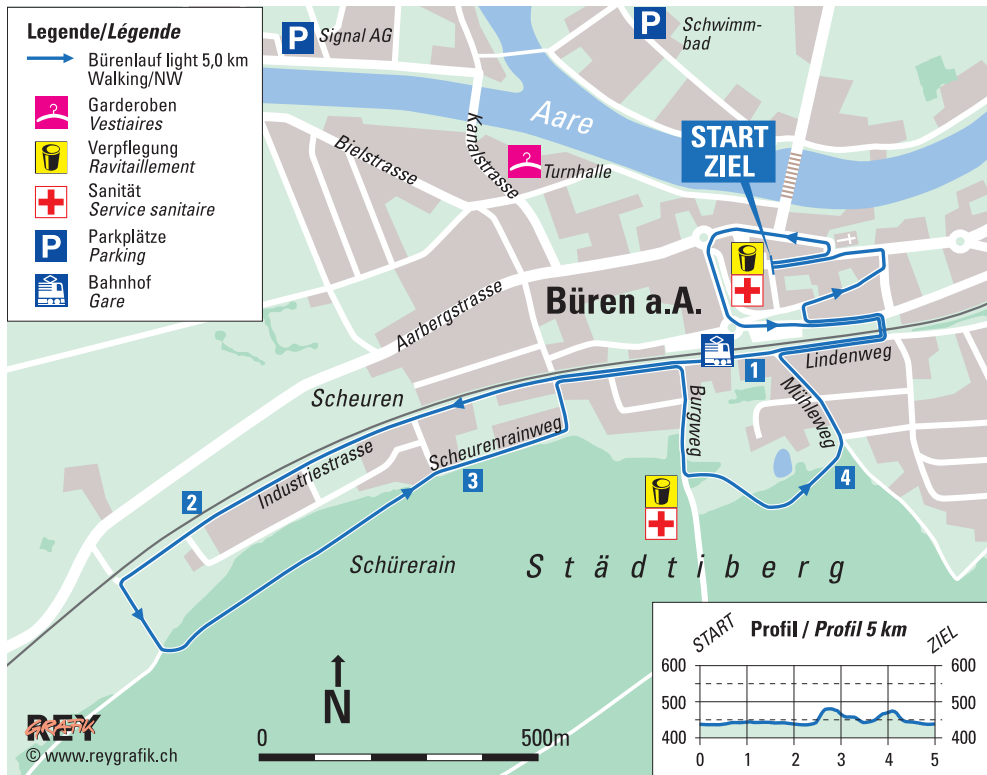 Legende/Légende
Bürenlauf light 5,0 km
Walking/NW
Garderoben
Vestiaires
Verpflegung
Ravitaillement
Sanität
Service sanitaire
P
Parkplätze
Parking
Bahnhof
Gare
P
Signal AG
P
Schwimm-
bad
Aare
START
ZIEL
Bielstrasse
Kanalstrasse
Turnhalle
Aarbergstrasse
Büren a.A.
Lindenweg
1
Mühleweg
Burgweg
Scheuren
Scheurenrainweg
Industriestrasse
2
3
4
Schürerain
Städtiberg
N
0
500m
REY
GRAFIK
© www.reygrafik.ch
START
Profil / Profil 5 km
ZIEL
600
600
500
500
400
400
0 1 2 3 4 5